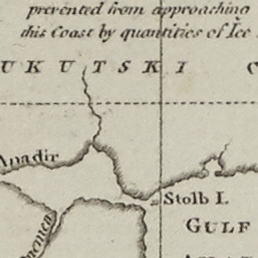 prevented from approaching
this Coast by quantities of Ice
UKUTSKI
Anadir
Stolb I.
GULF